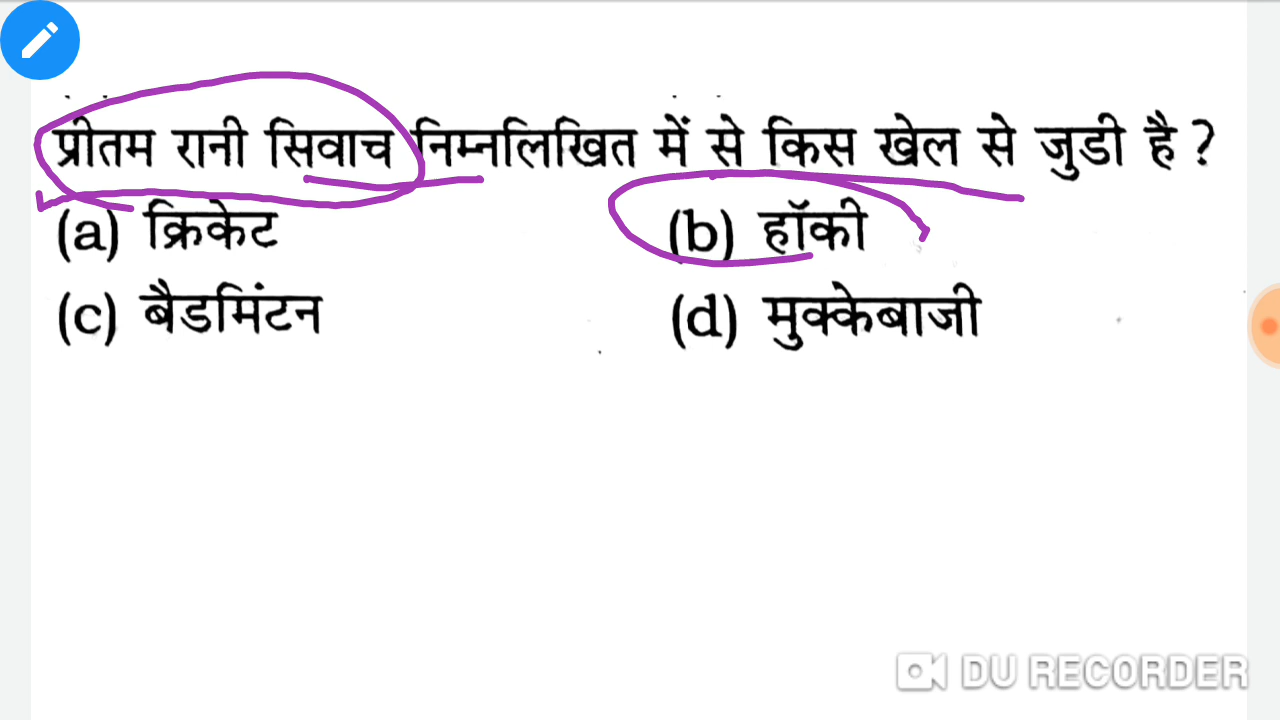 प्रीतम रानी सिवाच निम्नलिखित में से किस खेल से जुडी है ?
(a) क्रिकेट (b) हॉकी
(c) बैडमिंटन (d) मुक्केबाजी
DU RECORDER